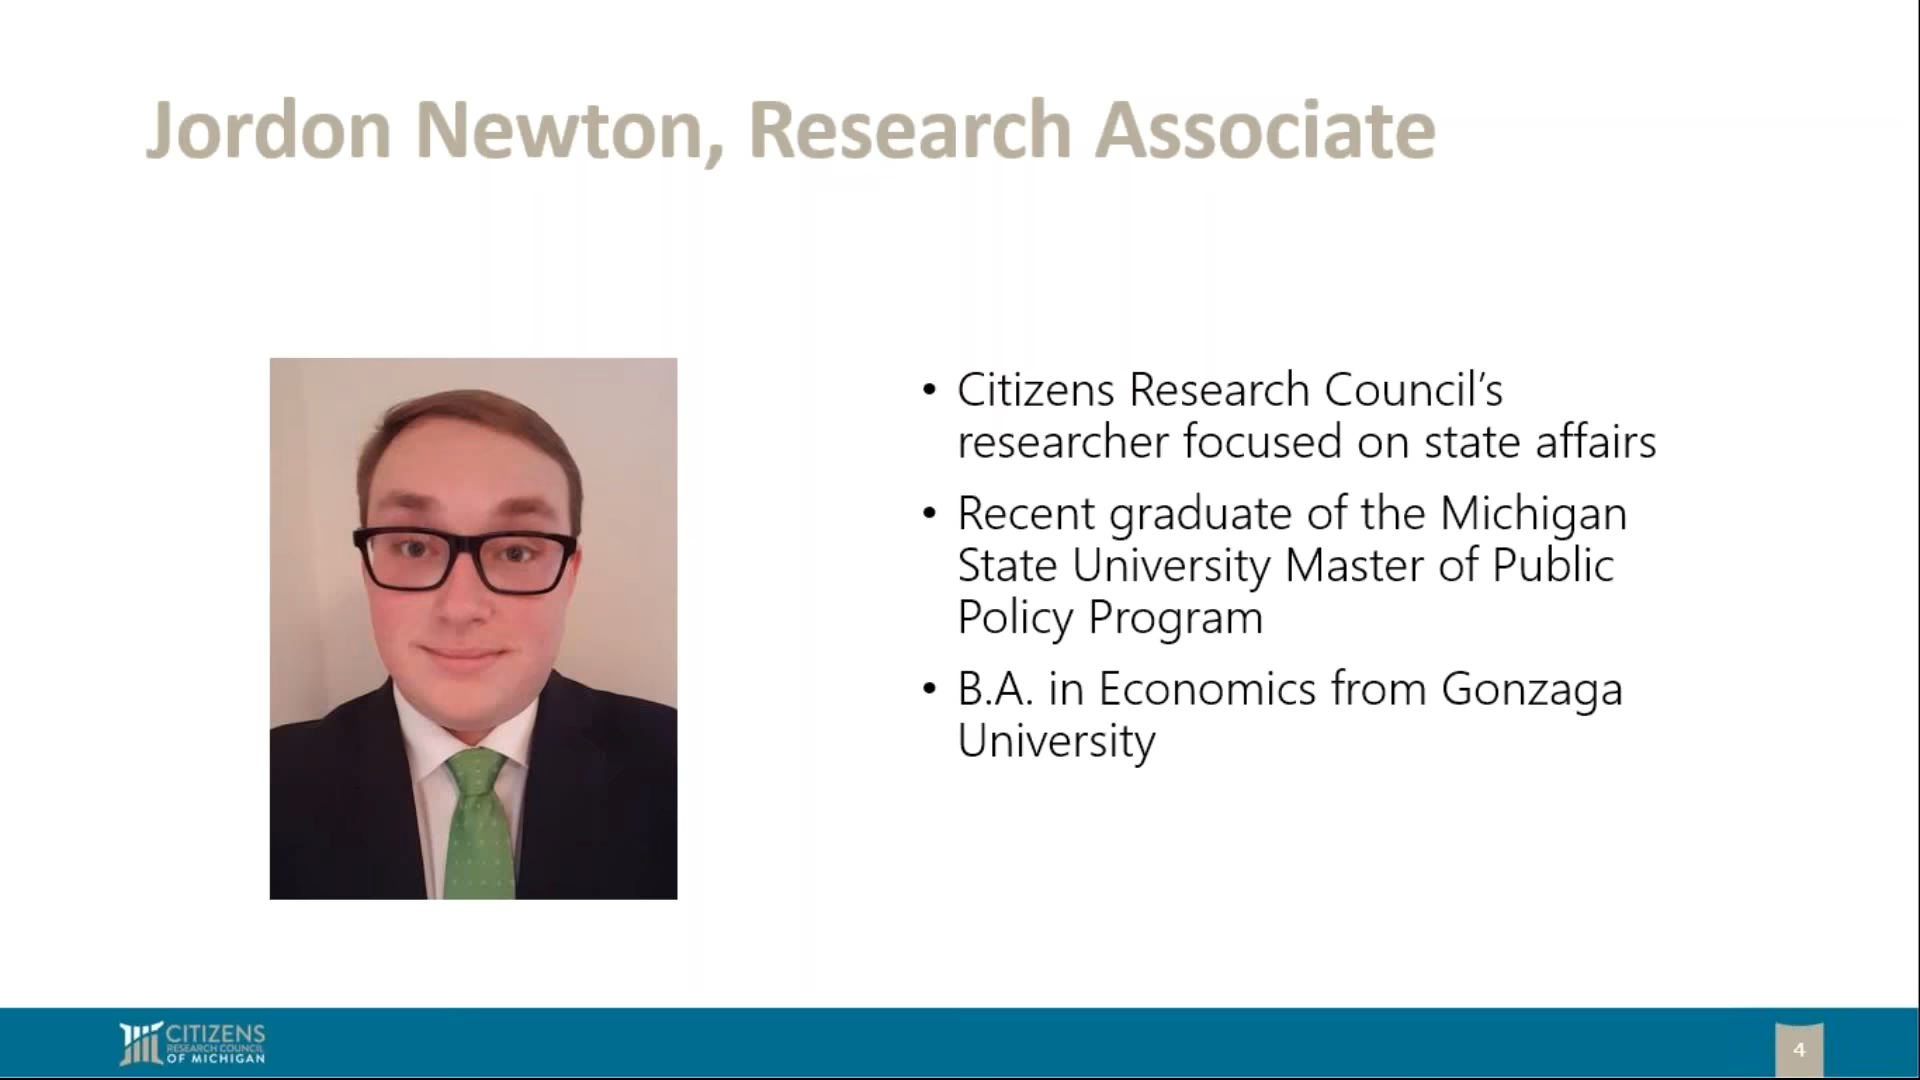 Jordon Newton, Research Associate
• Citizens Research Council’s
researcher focused on state affairs
• Recent graduate of the Michigan
State University Master of Public
Policy Program
• B.A. in Economics from Gonzaga
University
CITIZENS
RESEARCH COUNCIL
OF MICHIGAN
4